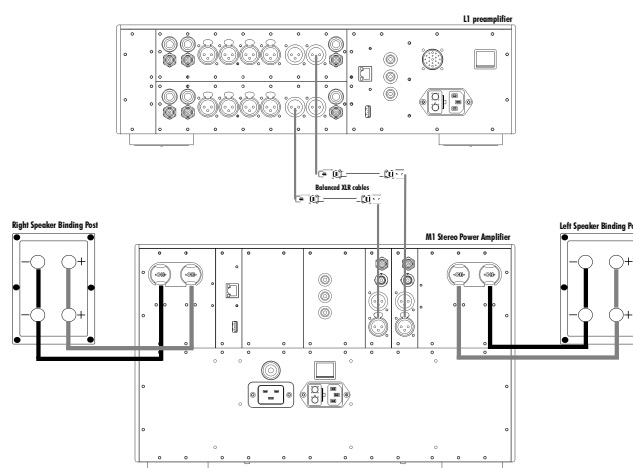 L1 preamplifier
Balanced XLR cables
Right Speaker Binding Post
M1 Stereo Power Amplifier
Left Speaker Binding Po
− +
− +
− +
− +